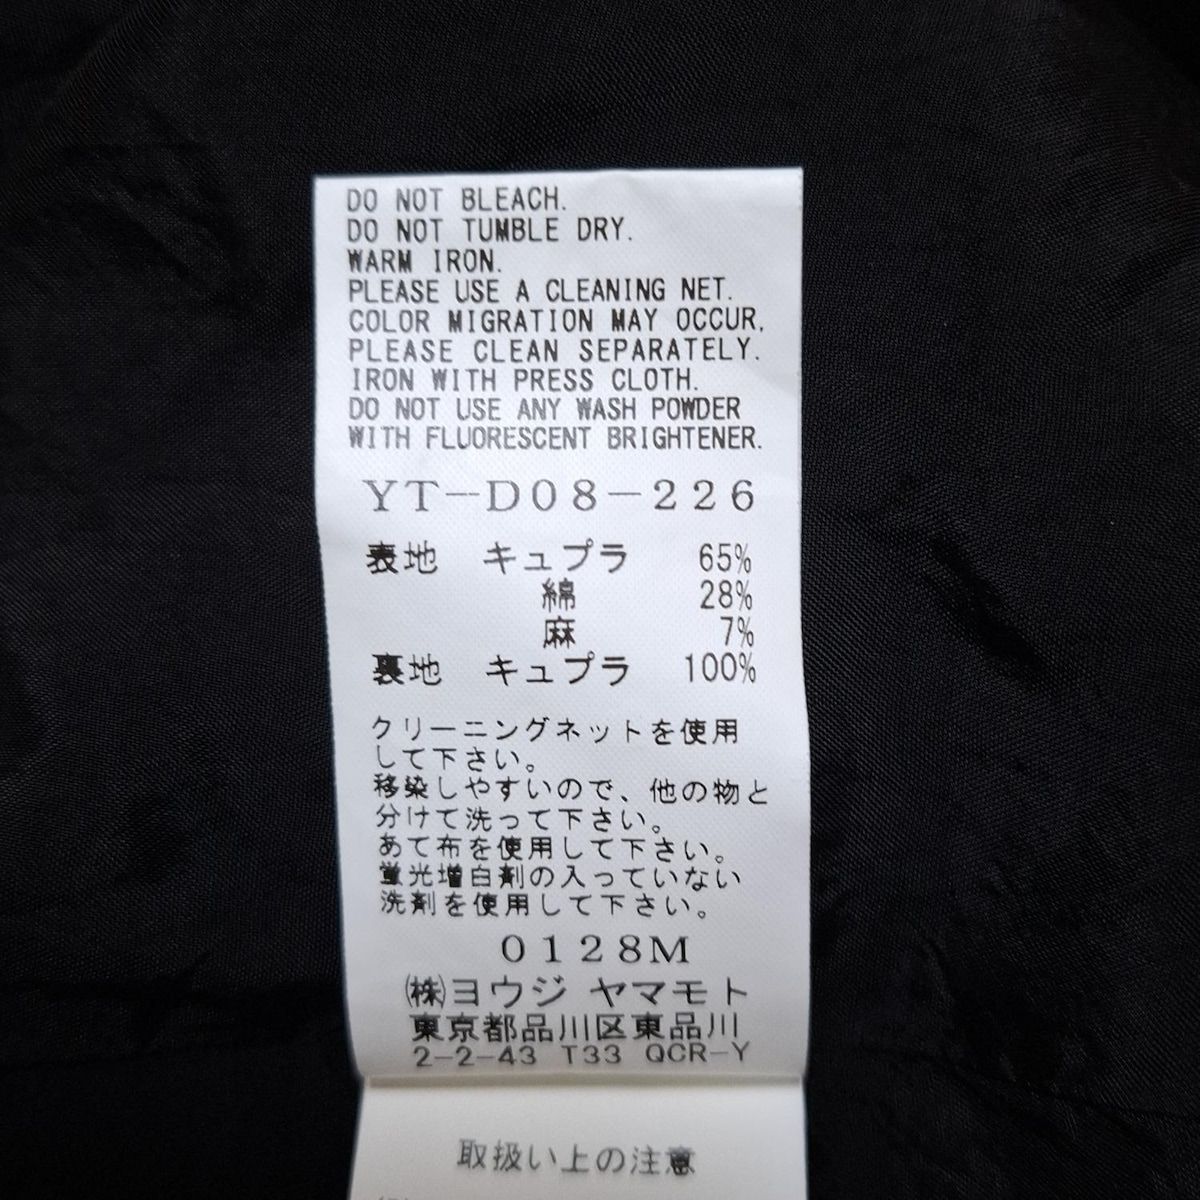 DO NOT BLEACH.
DO NOT TUMBLE DRY.
WARM IRON.
PLEASE USE A CLEANING NET.
COLOR MIGRATION MAY OCCUR.
PLEASE CLEAN SEPARATELY.
IRON WITH PRESS CLOTH.
DO NOT USE ANY WASH POWDER
WITH FLUORESCENT BRIGHTENER.
YT-D08-226
表地 キュプラ 65%
綿 28%
麻 7%
裏地 キュプラ 100%
クリーニングネットを使用
して下さい。
移染しやすいので、他の物と
分けて洗って下さい。
あて布を使用して下さい。
蛍光増白剤の入っていない
洗剤を使用して下さい。
0128M
㈱ヨウジ ヤマモト
東京都品川区東品川
2-2-43 T33 QCR-Y
取扱い上の注意